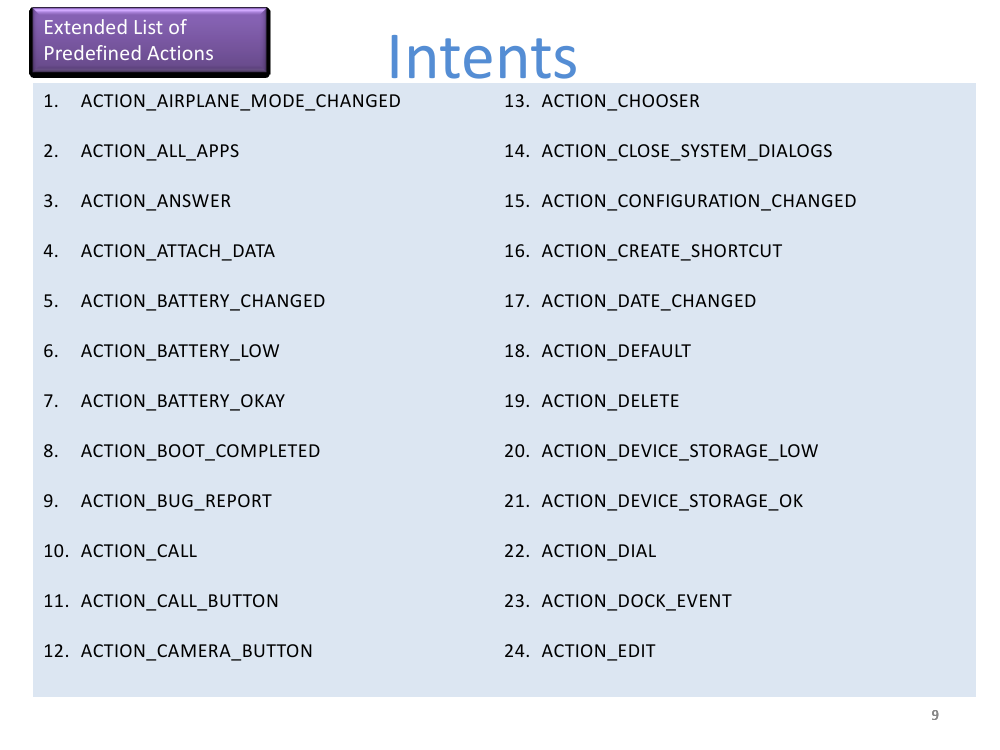 Extended List of
Predefined Actions
Intents
1. ACTION_AIRPLANE_MODE_CHANGED
2. ACTION_ALL_APPS
3. ACTION_ANSWER
4. ACTION_ATTACH_DATA
5. ACTION_BATTERY_CHANGED
6. ACTION_BATTERY_LOW
7. ACTION_BATTERY_OKAY
8. ACTION_BOOT_COMPLETED
9. ACTION_BUG_REPORT
10. ACTION_CALL
11. ACTION_CALL_BUTTON
12. ACTION_CAMERA_BUTTON
13. ACTION_CHOOSER
14. ACTION_CLOSE_SYSTEM_DIALOGS
15. ACTION_CONFIGURATION_CHANGED
16. ACTION_CREATE_SHORTCUT
17. ACTION_DATE_CHANGED
18. ACTION_DEFAULT
19. ACTION_DELETE
20. ACTION_DEVICE_STORAGE_LOW
21. ACTION_DEVICE_STORAGE_OK
22. ACTION_DIAL
23. ACTION_DOCK_EVENT
24. ACTION_EDIT
9